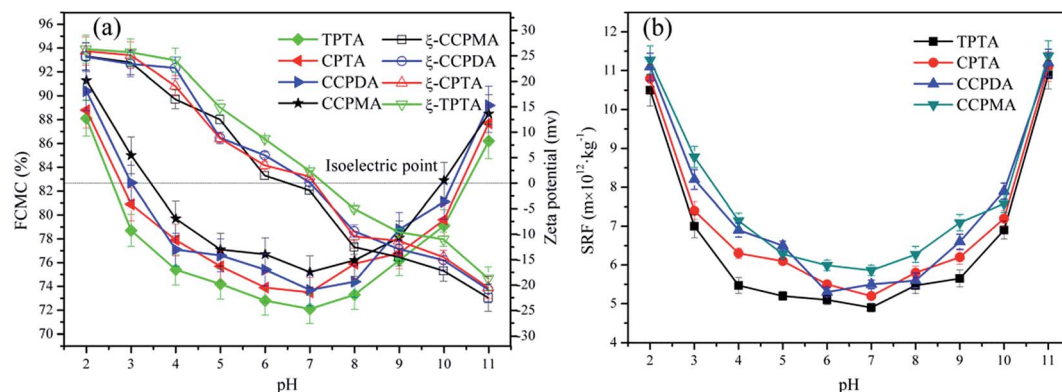 (a)
TPTA
CPTA
CCPDA
CCPMA
ξ-CCPMA
ξ-CCPDA
ξ-CPTA
ξ-TPTA
Isoelectric point
FCMC (%)
96
94
92
90
88
86
84
82
80
78
76
74
72
70
Zeta potential (mv)
30
25
20
15
10
5
0
-5
-10
-15
-20
-25
-30
2 3 4 5 6 7 8 9 10 11
pH
(b)
TPTA
CPTA
CCPDA
CCPMA
SRF (m×10¹²·kg⁻¹)
12
11
10
9
8
7
6
5
4
2 3 4 5 6 7 8 9 10 11
pH